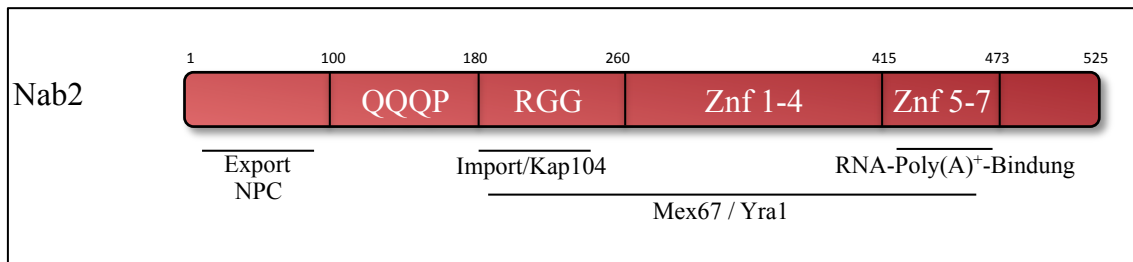 1 100 180 260 415 473 525
Nab2 QQQP RGG Znf 1-4 Znf 5-7
Export Import/Kap104 RNA-Poly(A)⁺-Bindung
NPC
Mex67 / Yra1